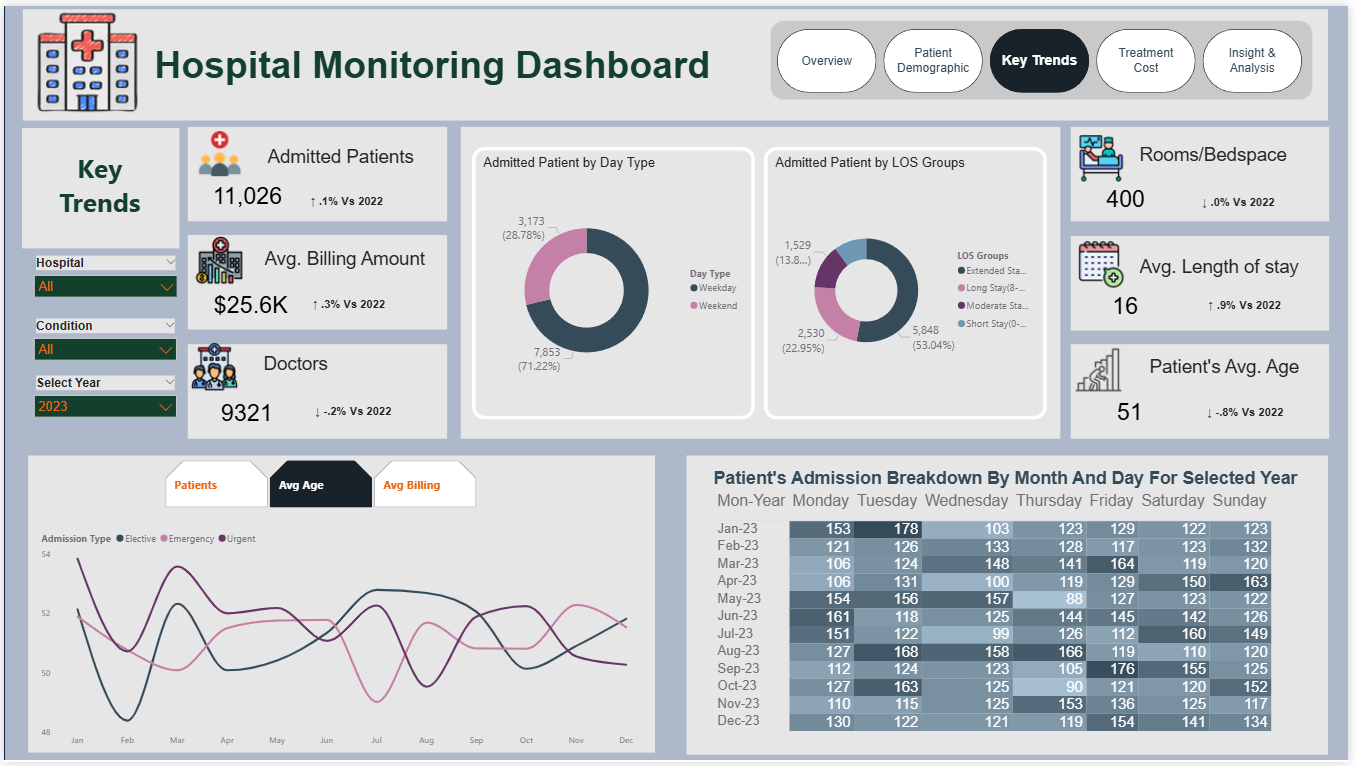 Hospital Monitoring Dashboard
Overview
Patient
Demographic
Key Trends
Treatment
Cost
Insight &
Analysis
Key
Trends
Hospital
All
Condition
All
Select Year
2023
Admitted Patients
11,026 ↑ .1% Vs 2022
Avg. Billing Amount
$25.6K ↑ .3% Vs 2022
Doctors
9321 ↓ -.2% Vs 2022
Admitted Patient by Day Type
3,173
(28.78%)
7,853
(71.22%)
Day Type
Weekday
Weekend
Admitted Patient by LOS Groups
1,529
(13.8...)
2,530
(22.95%)
5,848
(53.04%)
LOS Groups
Extended Sta...
Long Stay(8-...
Moderate Sta...
Short Stay(0-...
Rooms/Bedspace
400 ↓ .0% Vs 2022
Avg. Length of stay
16 ↑ .9% Vs 2022
Patient's Avg. Age
51 ↓ -.8% Vs 2022
Patients Avg Age Avg Billing
Admission Type Elective Emergency Urgent
54
52
50
48
Jan Feb Mar Apr May Jun Jul Aug Sep Oct Nov Dec
Patient's Admission Breakdown By Month And Day For Selected Year
Mon-Year Monday Tuesday Wednesday Thursday Friday Saturday Sunday
Jan-23 153 178 103 123 129 122 123
Feb-23 121 126 133 128 117 123 132
Mar-23 106 124 148 141 164 119 120
Apr-23 106 131 100 119 129 150 163
May-23 154 156 157 88 127 123 122
Jun-23 161 118 125 144 145 142 126
Jul-23 151 122 99 126 112 160 149
Aug-23 127 168 158 166 119 110 120
Sep-23 112 124 123 105 176 155 125
Oct-23 127 163 125 90 121 120 152
Nov-23 110 115 125 153 136 125 117
Dec-23 130 122 121 119 154 141 134